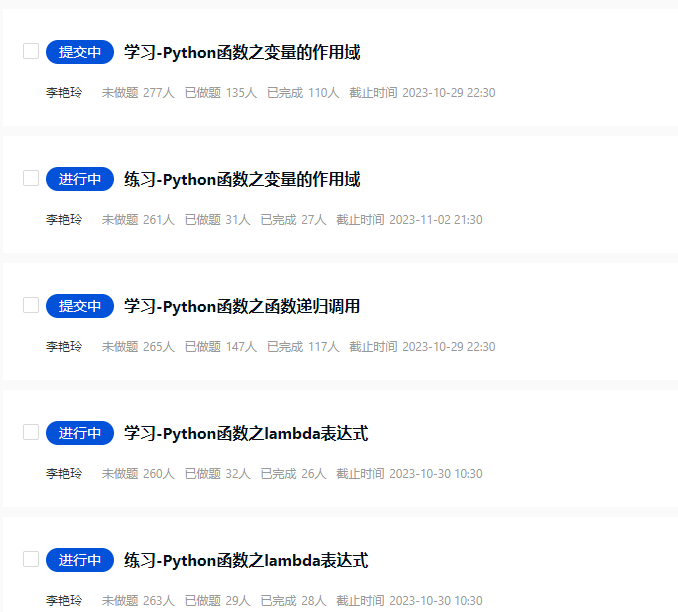 提交中 学习-Python函数之变量的作用域
李艳玲 未做题 277人 已做题 135人 已完成 110人 截止时间 2023-10-29 22:30
进行中 练习-Python函数之变量的作用域
李艳玲 未做题 261人 已做题 31人 已完成 27人 截止时间 2023-11-02 21:30
提交中 学习-Python函数之函数递归调用
李艳玲 未做题 265人 已做题 147人 已完成 117人 截止时间 2023-10-29 22:30
进行中 学习-Python函数之lambda表达式
李艳玲 未做题 260人 已做题 32人 已完成 26人 截止时间 2023-10-30 10:30
进行中 练习-Python函数之lambda表达式
李艳玲 未做题 263人 已做题 29人 已完成 28人 截止时间 2023-10-30 10:30